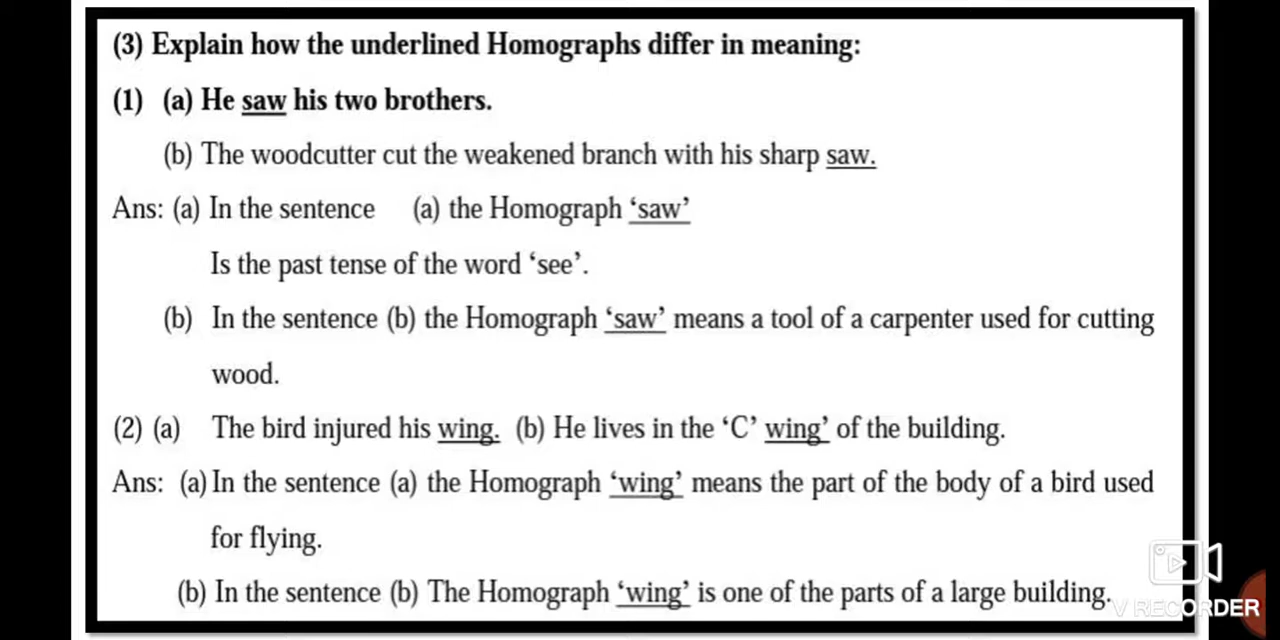 (3) Explain how the underlined Homographs differ in meaning:
(1) (a) He saw his two brothers.
(b) The woodcutter cut the weakened branch with his sharp saw.
Ans: (a) In the sentence (a) the Homograph ‘saw’
Is the past tense of the word ‘see’.
(b) In the sentence (b) the Homograph ‘saw’ means a tool of a carpenter used for cutting
wood.
(2) (a) The bird injured his wing. (b) He lives in the ‘C’ wing’ of the building.
Ans: (a) In the sentence (a) the Homograph ‘wing’ means the part of the body of a bird used
for flying.
(b) In the sentence (b) The Homograph ‘wing’ is one of the parts of a large building.
V RECORDER